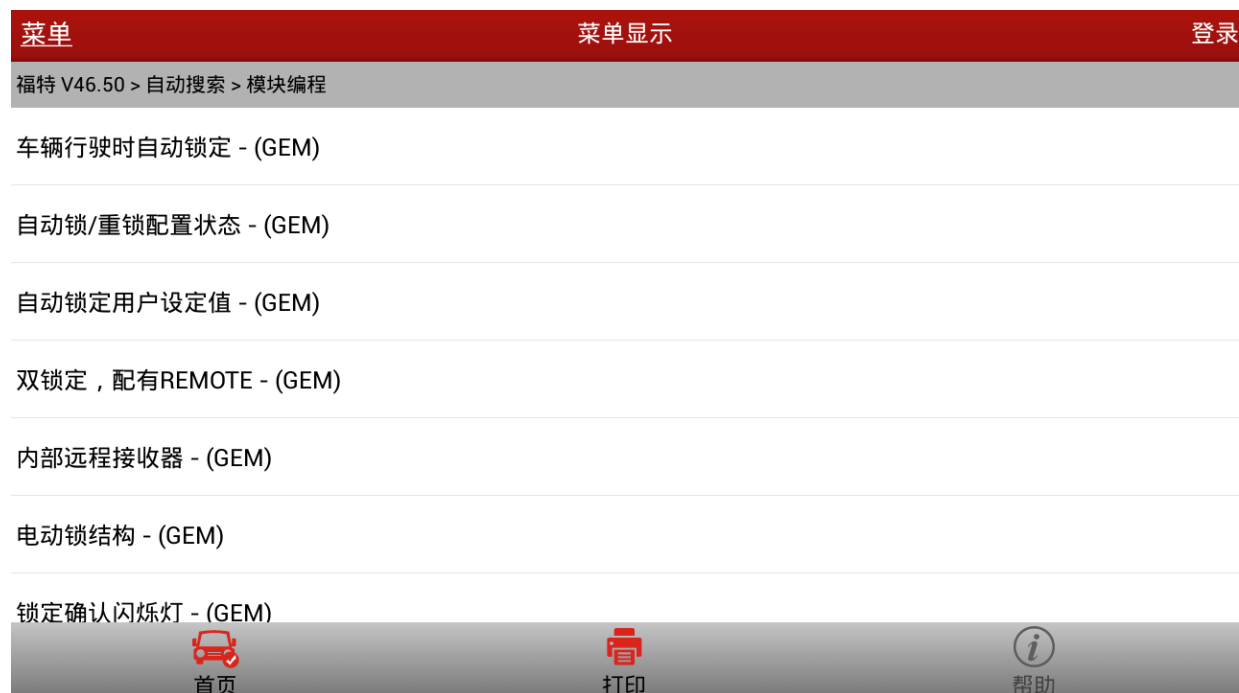 菜单 菜单显示 登录
福特 V46.50 > 自动搜索 > 模块编程
车辆行驶时自动锁定 - (GEM)
自动锁/重锁配置状态 - (GEM)
自动锁定用户设定值 - (GEM)
双锁定，配有REMOTE - (GEM)
内部远程接收器 - (GEM)
电动锁结构 - (GEM)
锁定确认闪烁灯 - (GEM)
首页 打印 帮助